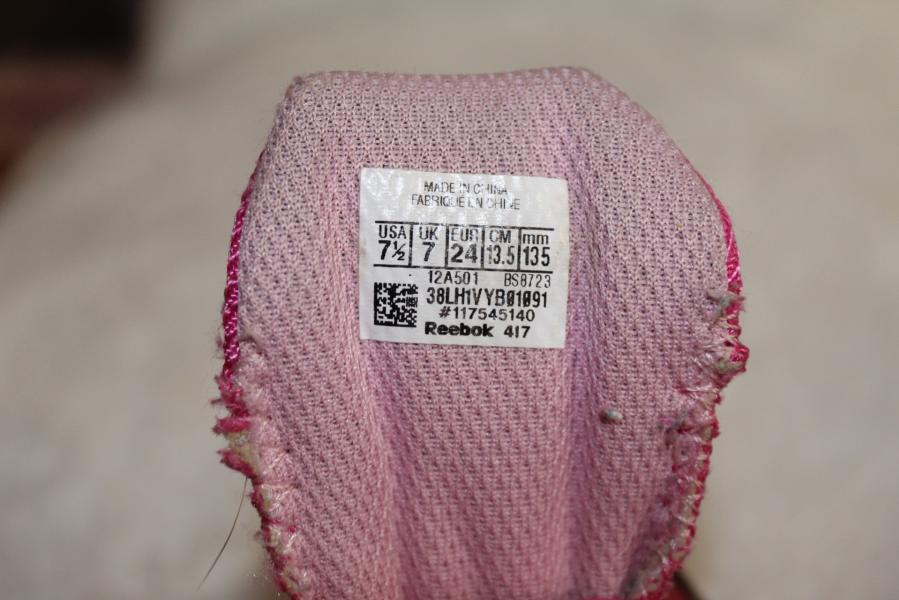 MADE IN CHINA
FABRIQUE EN CHINE
USA UK EUR CM mm
7½ 7 24 13.5 135
12A501 BS8723
38LH1VYB01091
#117545140
Reebok 417